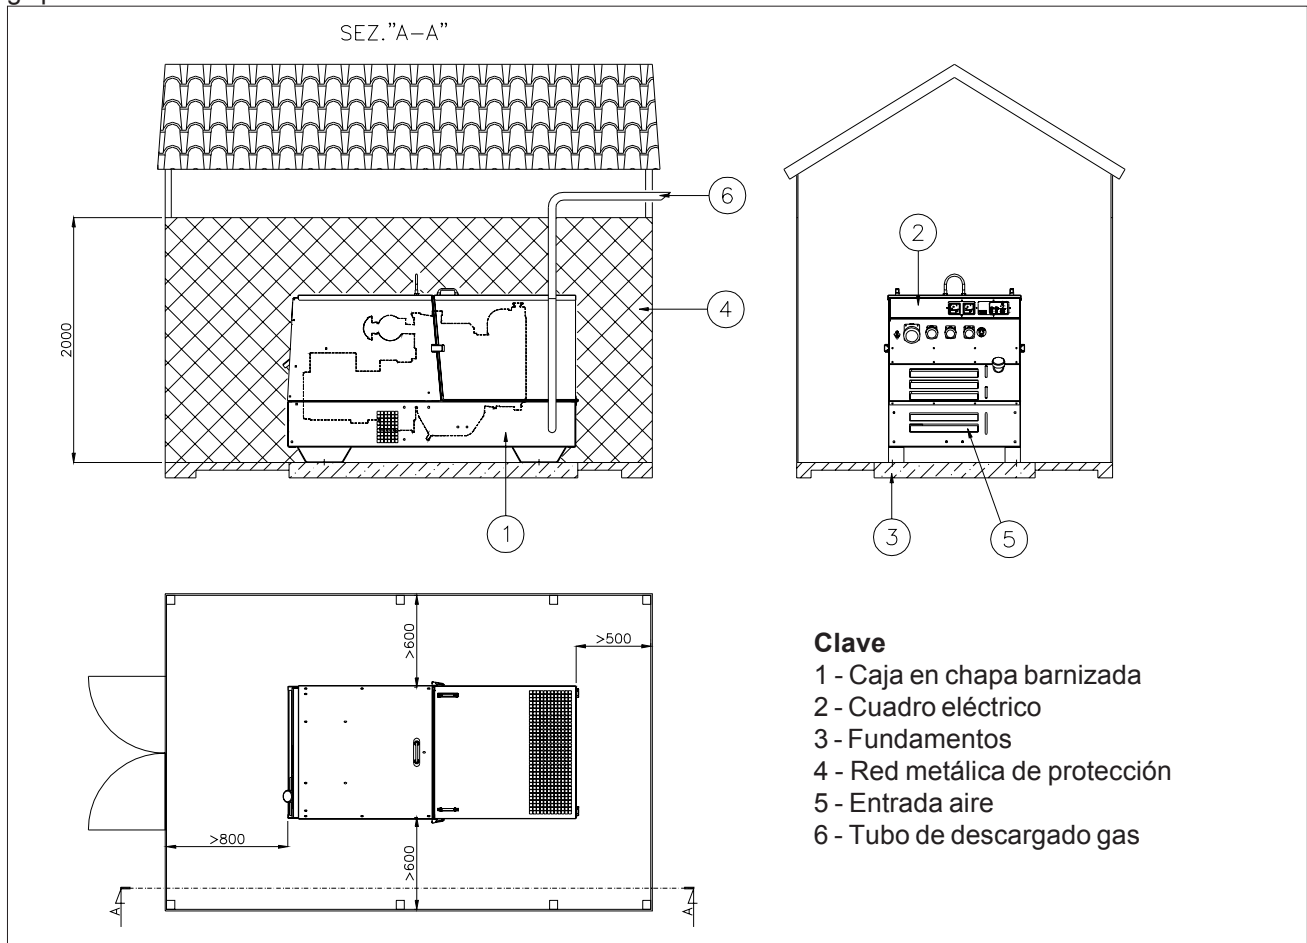 SEZ."A-A"
6
2
2000
4
1
3
5
>600
>500
>800
>600
A
A
Clave
1 - Caja en chapa barnizada
2 - Cuadro eléctrico
3 - Fundamentos
4 - Red metálica de protección
5 - Entrada aire
6 - Tubo de descargado gas